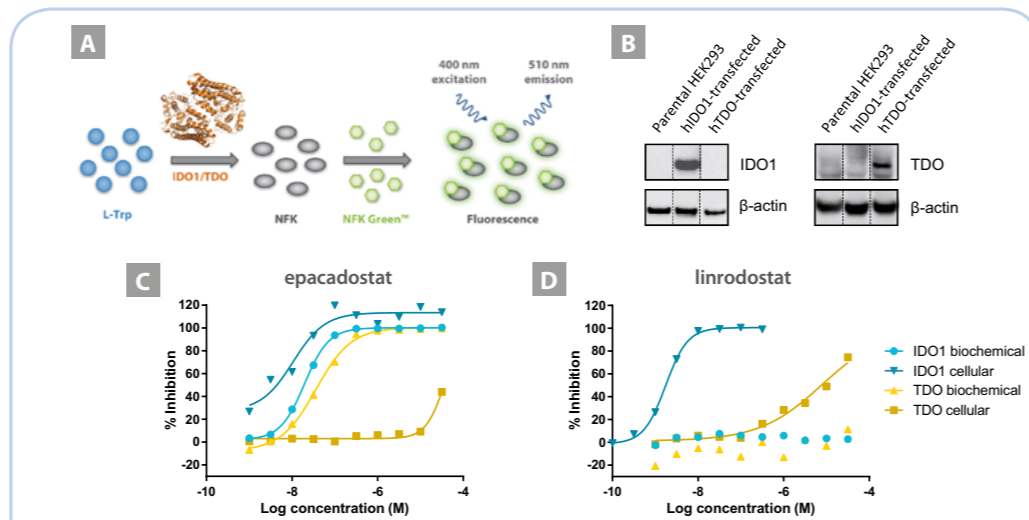 A
400 nm
excitation
510 nm
emission
L-Trp
IDO1/TDO
NFK
NFK Green™
Fluorescence
B
Parental HEK293
hIDO1-transfected
hTDO-transfected
IDO1
β-actin
Parental HEK293
hIDO1-transfected
hTDO-transfected
TDO
β-actin
C
epacadostat
% Inhibition
120
100
80
60
40
20
0
-20
-10
-8
-6
-4
Log concentration (M)
D
linrodostat
% Inhibition
120
100
80
60
40
20
0
-20
-10
-8
-6
-4
Log concentration (M)
IDO1 biochemical
IDO1 cellular
TDO biochemical
TDO cellular